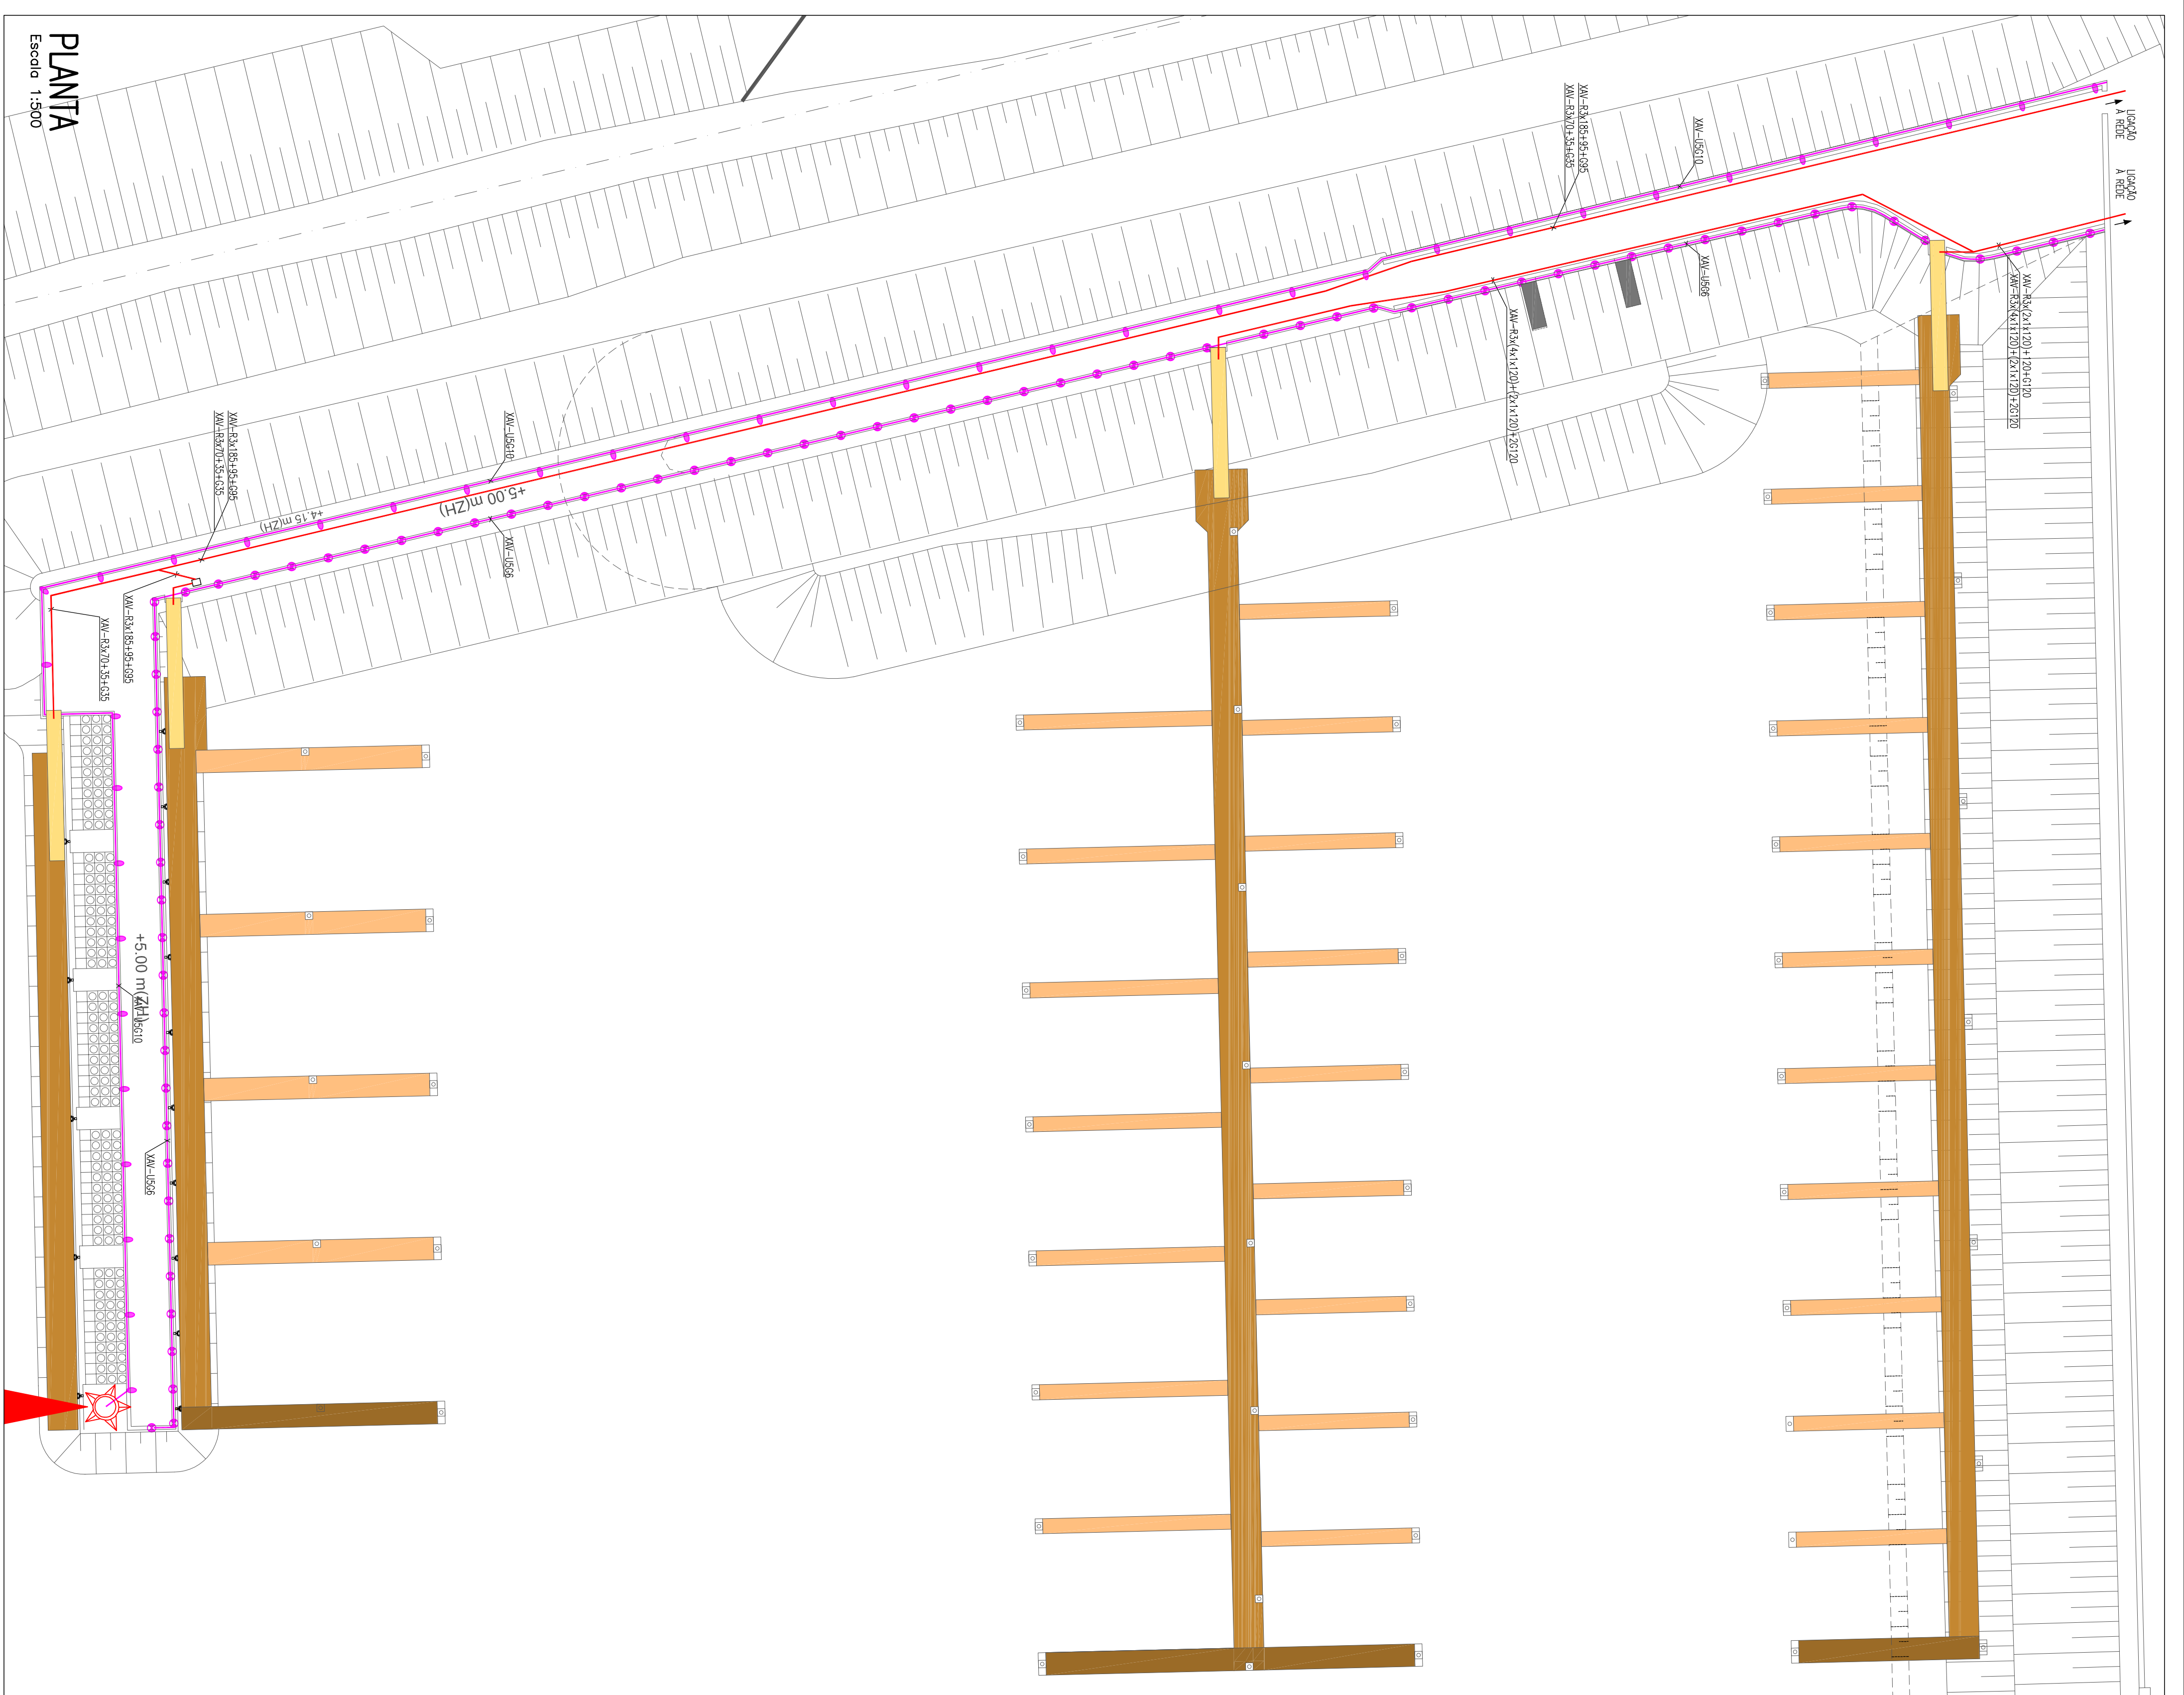 PLANTA
Escala 1:500
LIGAÇÃO
À REDE
LIGAÇÃO
À REDE
XAV-U5G10
XAV-R3x185+95+G95
XAV-R3x70+35+G35
XAV-U5G6
XAV-R3x(2x1x120)+120+G120
XAV-R3x(4x1x120)+(2x1x120)+2G120
XAV-R3x(4x1x120)+(2x1x120)+2G120
XAV-U5G10
XAV-R3x185+95+G95
XAV-R3x70+35+G35
+5.00 m(ZH)
+4.15 m(ZH)
XAV-U5G6
XAV-R3x185+95+G95
XAV-R3x70+35+G35
+5.00 m(ZH)
XAV-U5G10
XAV-U5G6